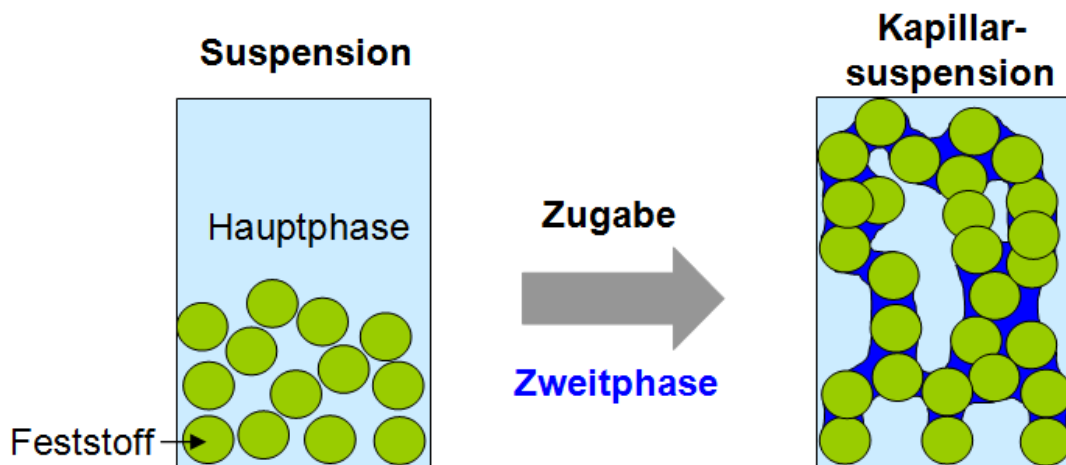 Suspension
Hauptphase
Feststoff
Zugabe
Zweitphase
Kapillar-
suspension